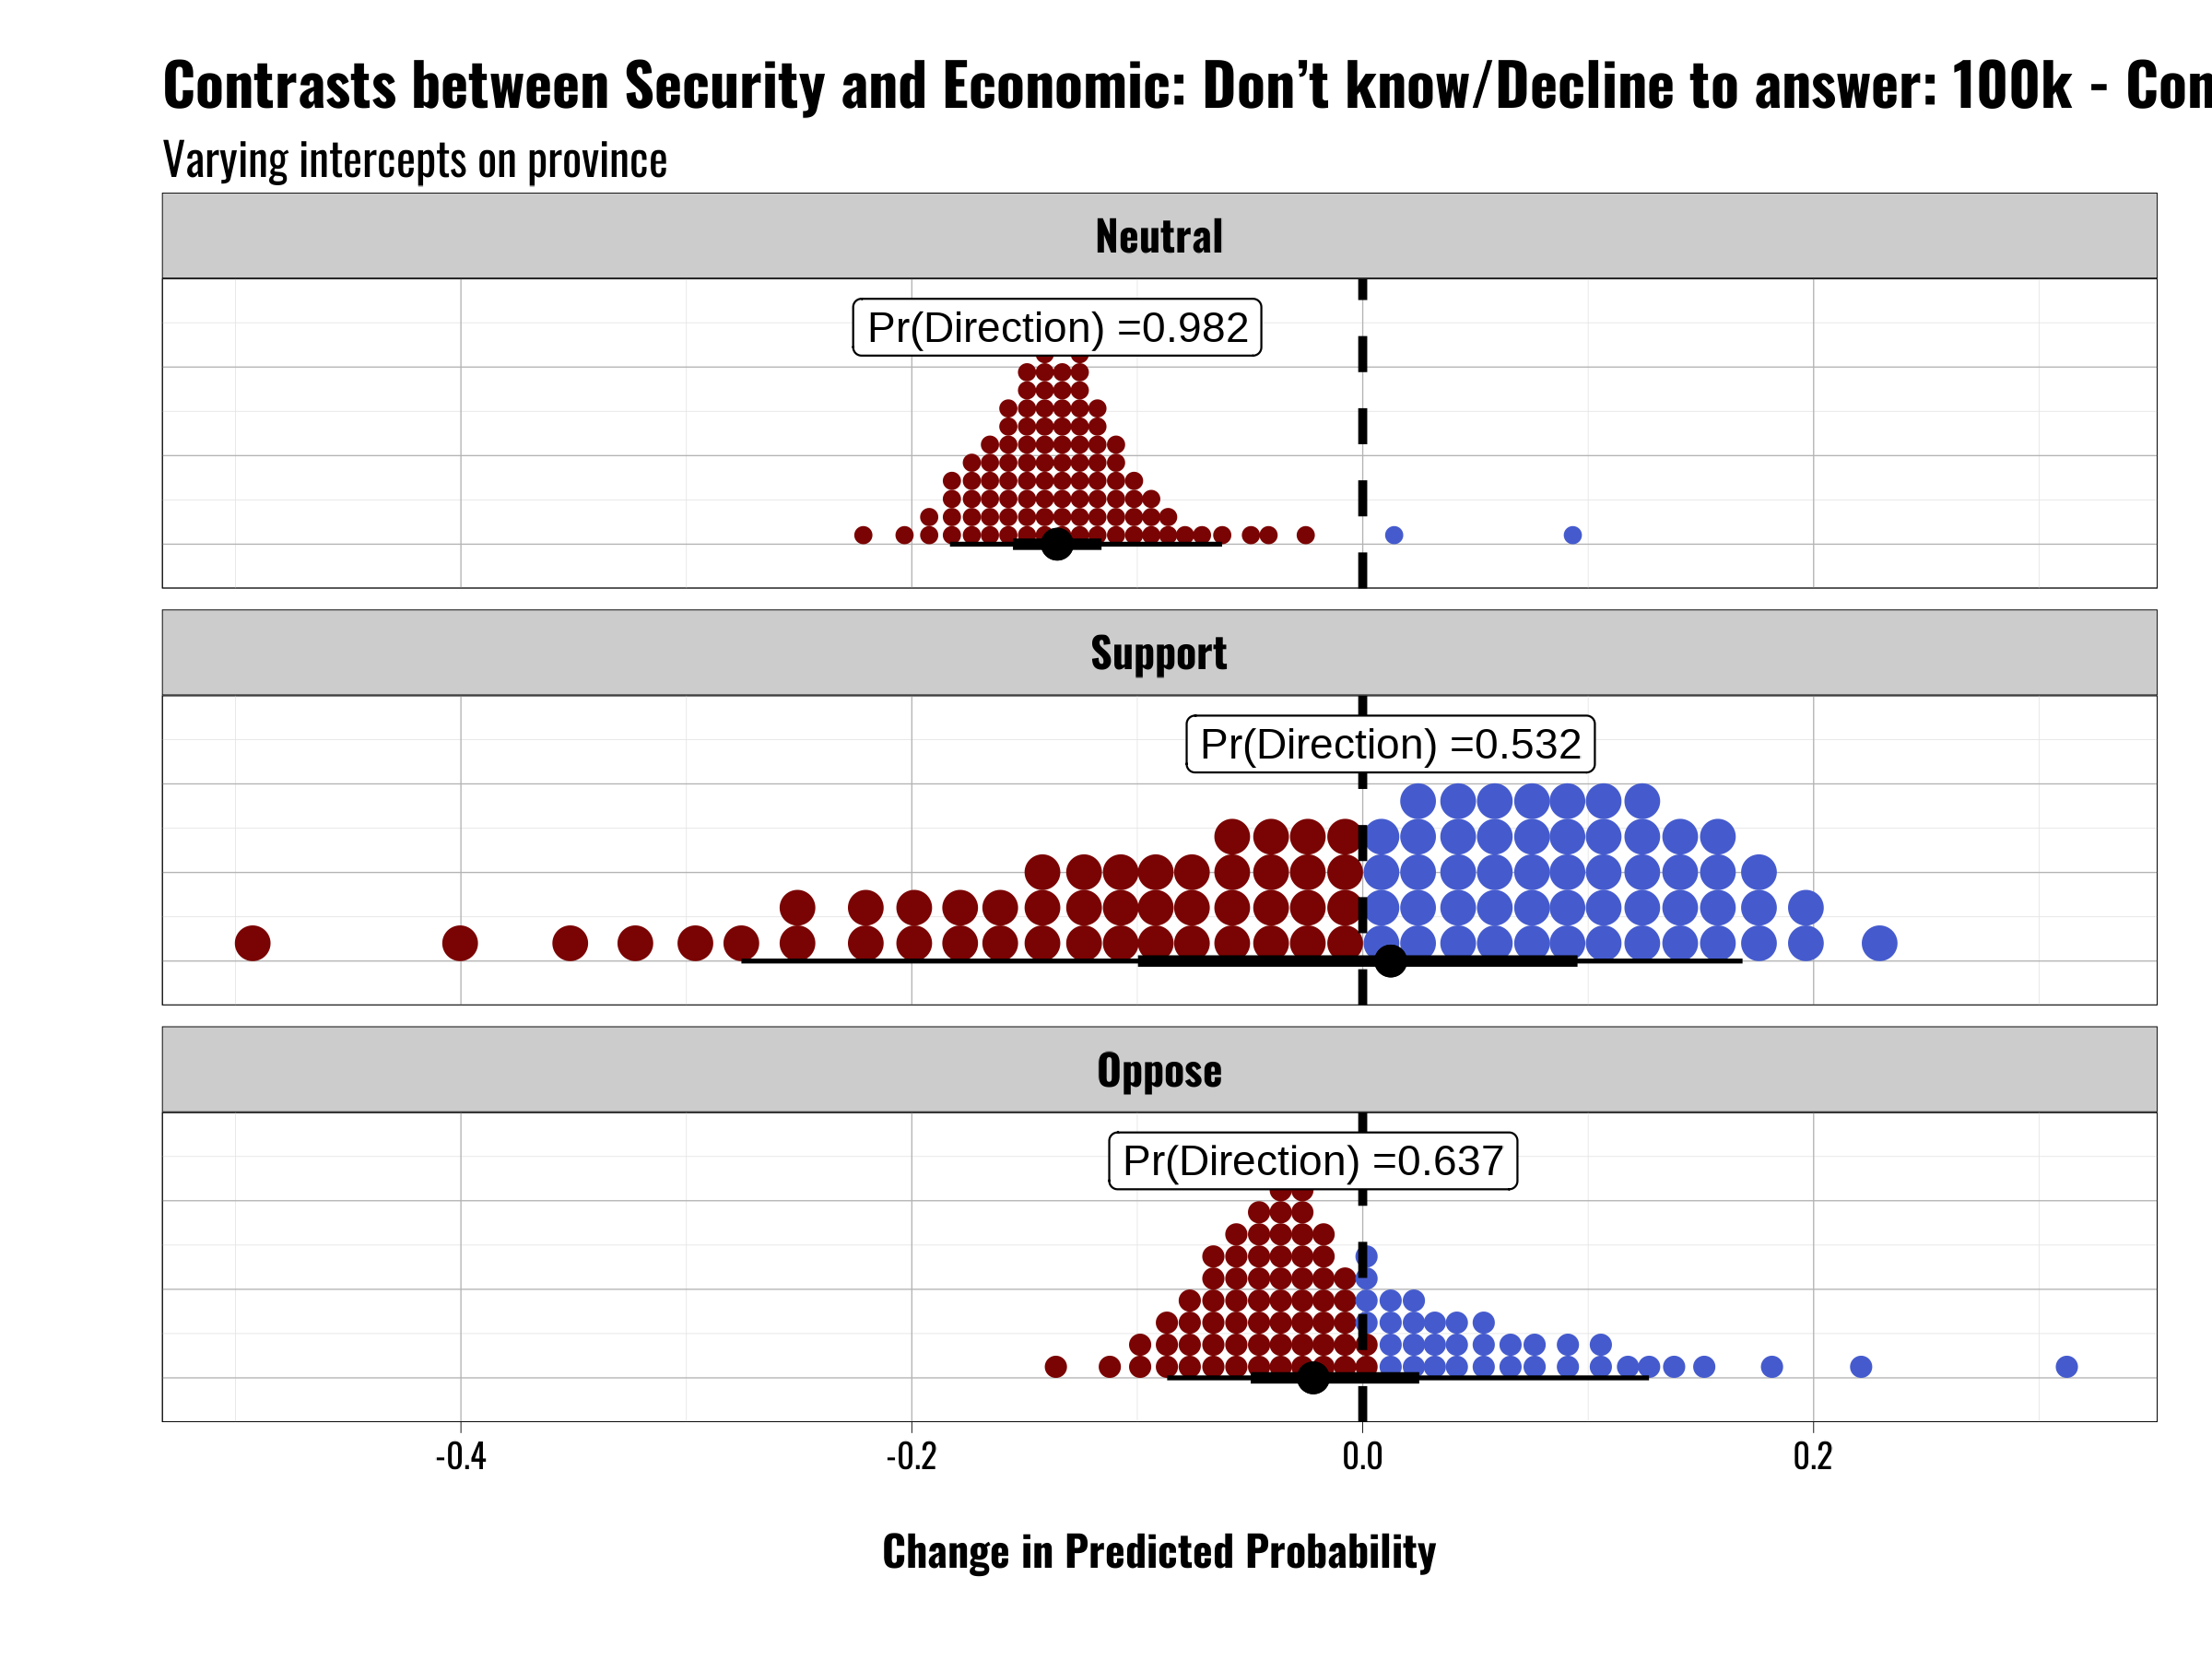 Contrasts between Security and Economic: Don’t know/Decline to answer: 100k -
Varying intercepts on province
Neutral
Pr(Direction) =0.982
Support
Pr(Direction) =0.532
Oppose
Pr(Direction) =0.637
-0.4 -0.2 0.0 0.2
Change in Predicted Probability